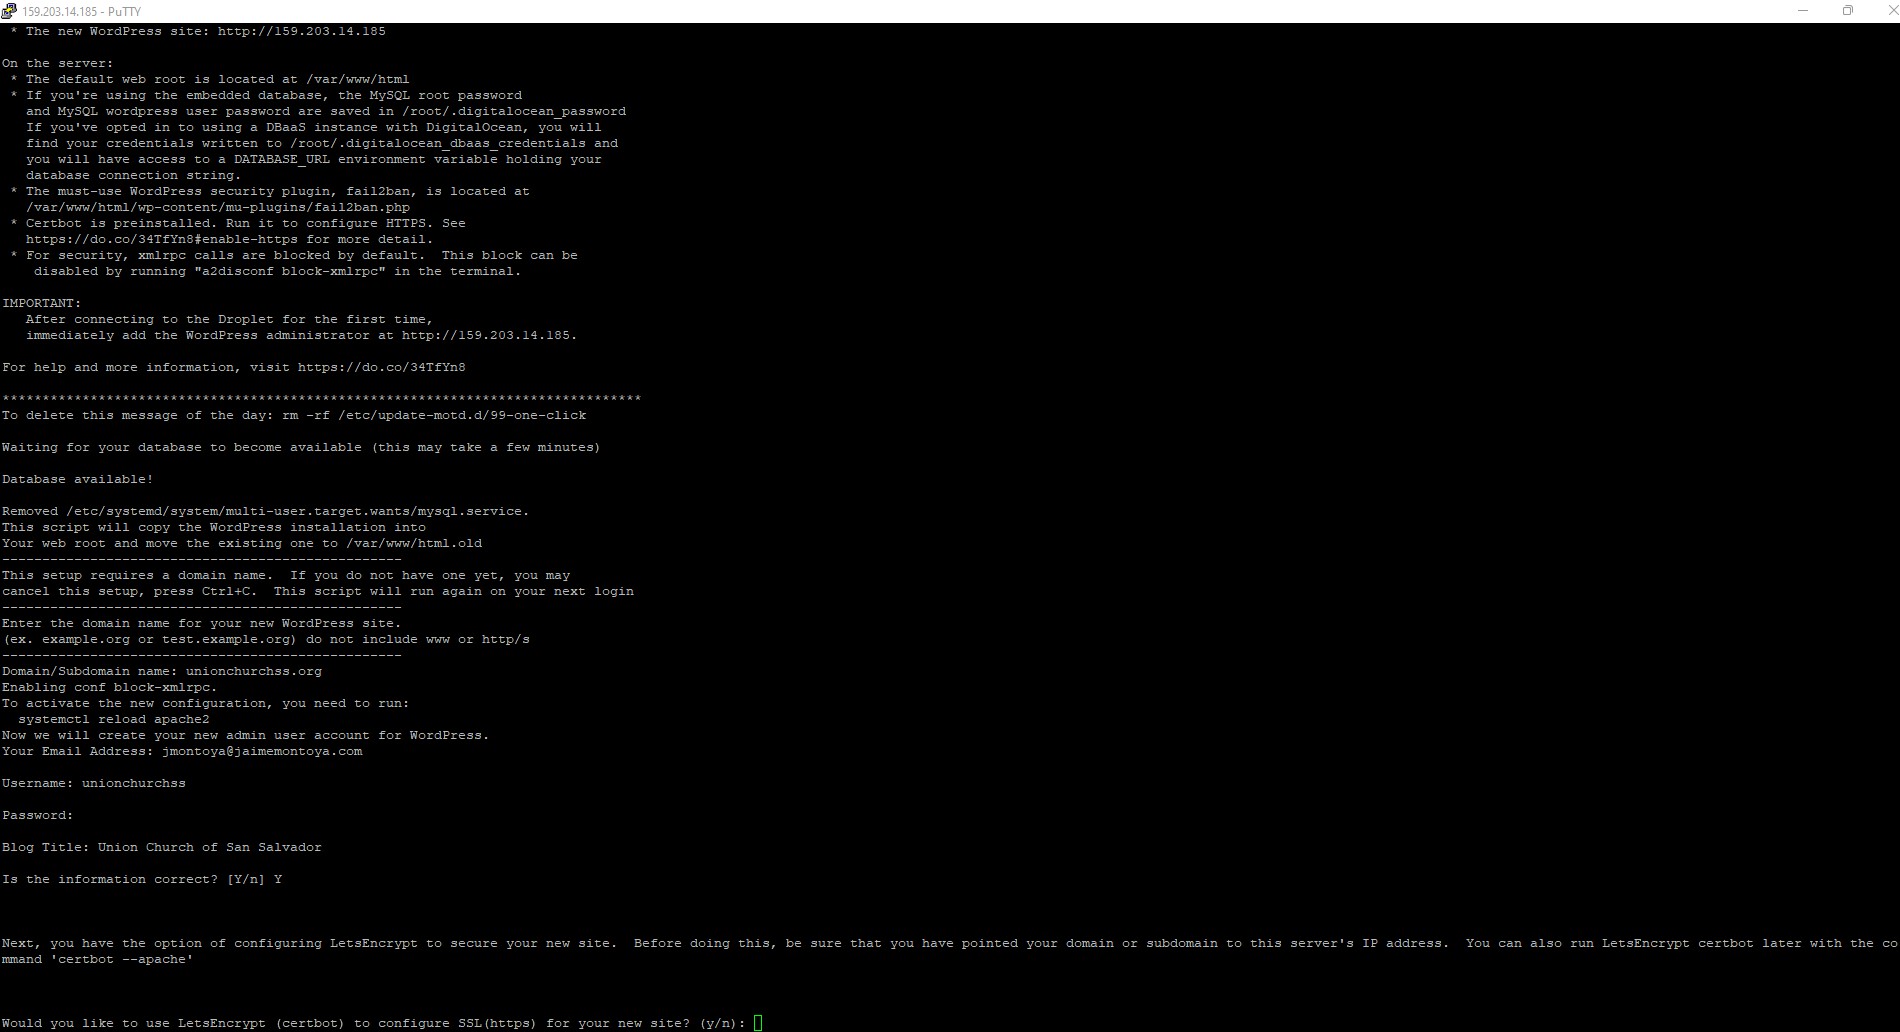 159.203.14.185 - PuTTY
* The new WordPress site: http://159.203.14.185
On the server:
* The default web root is located at /var/www/html
* If you're using the embedded database, the MySQL root password
and MySQL wordpress user password are saved in /root/.digitalocean_password
If you've opted in to using a DBaaS instance with DigitalOcean, you will
find your credentials written to /root/.digitalocean_dbaas_credentials and
you will have access to a DATABASE_URL environment variable holding your
database connection string.
* The must-use WordPress security plugin, fail2ban, is located at
/var/www/html/wp-content/mu-plugins/fail2ban.php
* Certbot is preinstalled. Run it to configure HTTPS. See
https://do.co/34TfYn8#enable-https for more detail.
* For security, xmlrpc calls are blocked by default.  This block can be
disabled by running "a2disconf block-xmlrpc" in the terminal.
IMPORTANT:
After connecting to the Droplet for the first time,
immediately add the WordPress administrator at http://159.203.14.185.
For help and more information, visit https://do.co/34TfYn8
********************************************************************************
To delete this message of the day: rm -rf /etc/update-motd.d/99-one-click
Waiting for your database to become available (this may take a few minutes)
Database available!
Removed /etc/systemd/system/multi-user.target.wants/mysql.service.
This script will copy the WordPress installation into
Your web root and move the existing one to /var/www/html.old
--------------------------------------------------
This setup requires a domain name.  If you do not have one yet, you may
cancel this setup, press Ctrl+C.  This script will run again on your next login
--------------------------------------------------
Enter the domain name for your new WordPress site.
(ex. example.org or test.example.org) do not include www or http/s
--------------------------------------------------
Domain/Subdomain name: unionchurchss.org
Enabling conf block-xmlrpc.
To activate the new configuration, you need to run:
systemctl reload apache2
Now we will create your new admin user account for WordPress.
Your Email Address: jmontoya@jaimemontoya.com
Username: unionchurchss
Password:
Blog Title: Union Church of San Salvador
Is the information correct? [Y/n] Y
Next, you have the option of configuring LetsEncrypt to secure your new site.  Before doing this, be sure that you have pointed your domain or subdomain to this server's IP address.  You can also run LetsEncrypt certbot later with the co
mmand 'certbot --apache'
Would you like to use LetsEncrypt (certbot) to configure SSL(https) for your new site? (y/n):